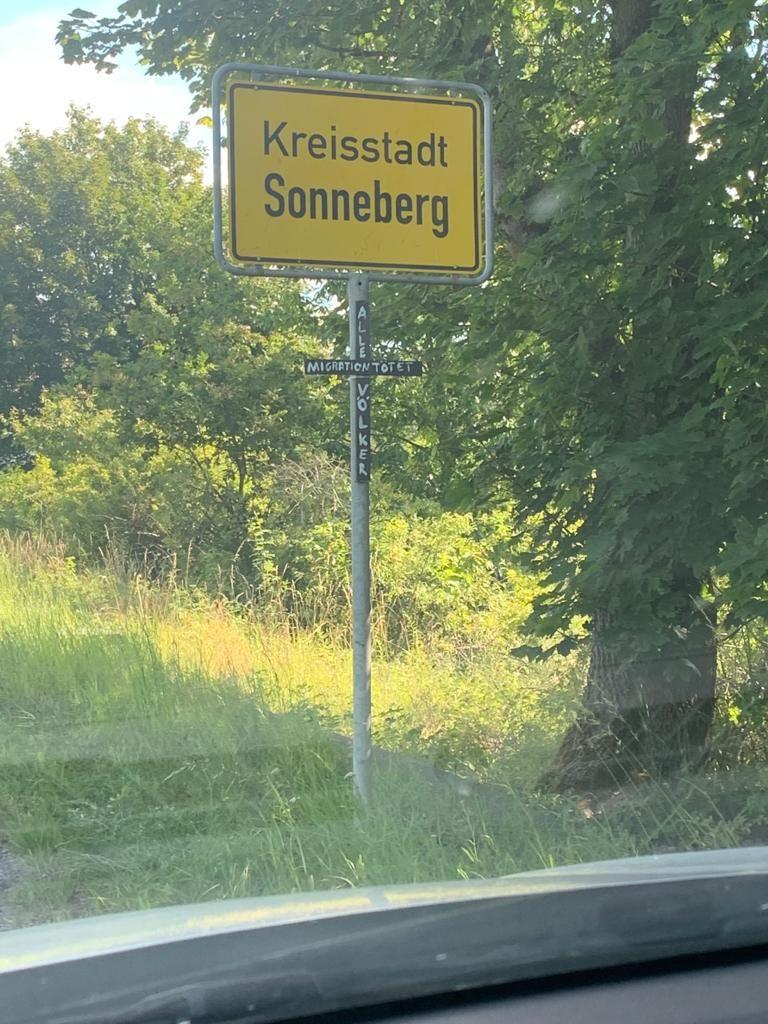 Kreisstadt
Sonneberg
ALLE
MIGRATION TÖTET
VÖLKER